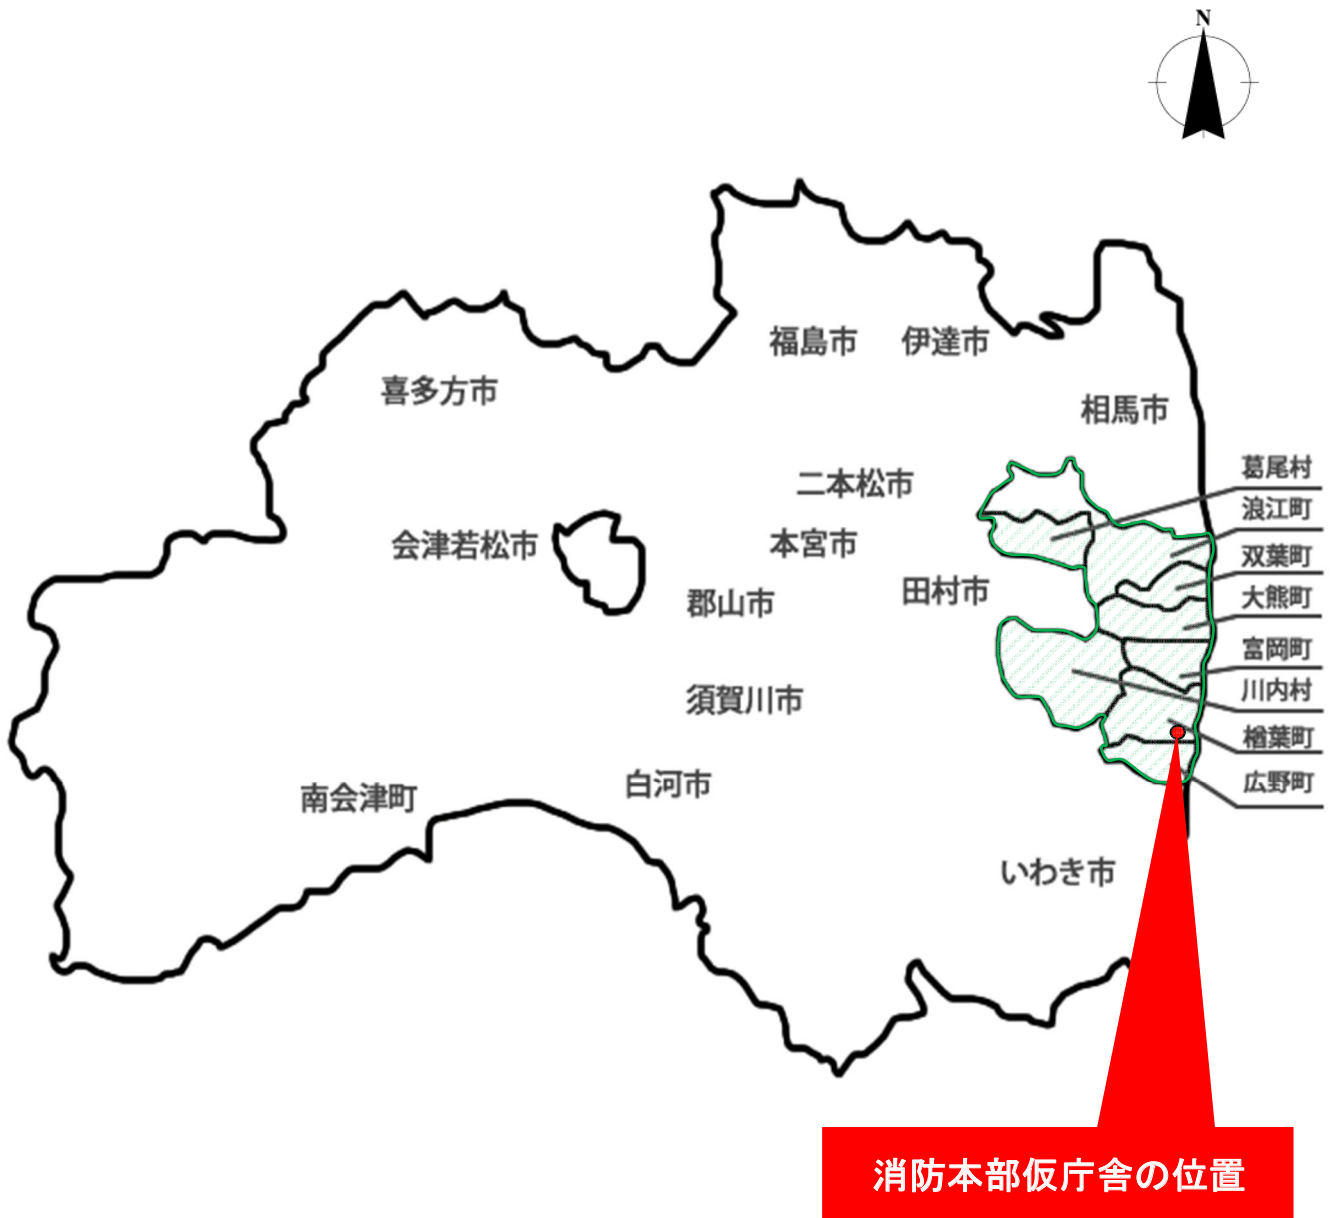 N
福島市
伊達市
喜多方市
相馬市
葛尾村
二本松市
浪江町
会津若松市
本宮市
双葉町
田村市
大熊町
郡山市
富岡町
川内村
須賀川市
楢葉町
広野町
白河市
南会津町
いわき市
消防本部仮庁舎の位置